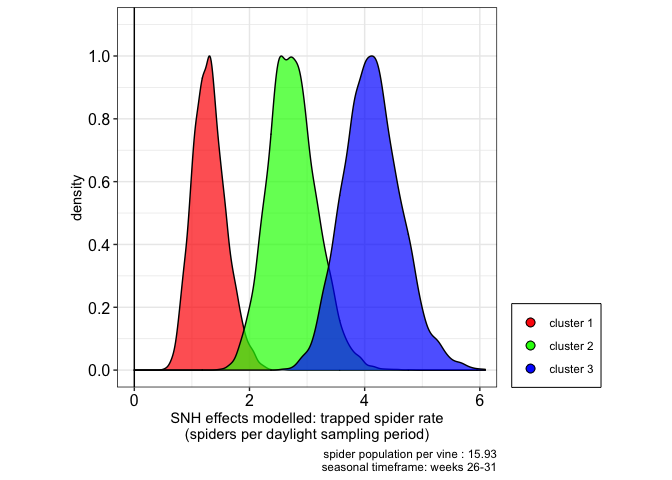 1.0
0.8
0.6
0.4
0.2
0.0
density
0 2 4 6
SNH effects modelled: trapped spider rate
(spiders per daylight sampling period)
cluster 1
cluster 2
cluster 3
spider population per vine : 15.93
seasonal timeframe: weeks 26-31